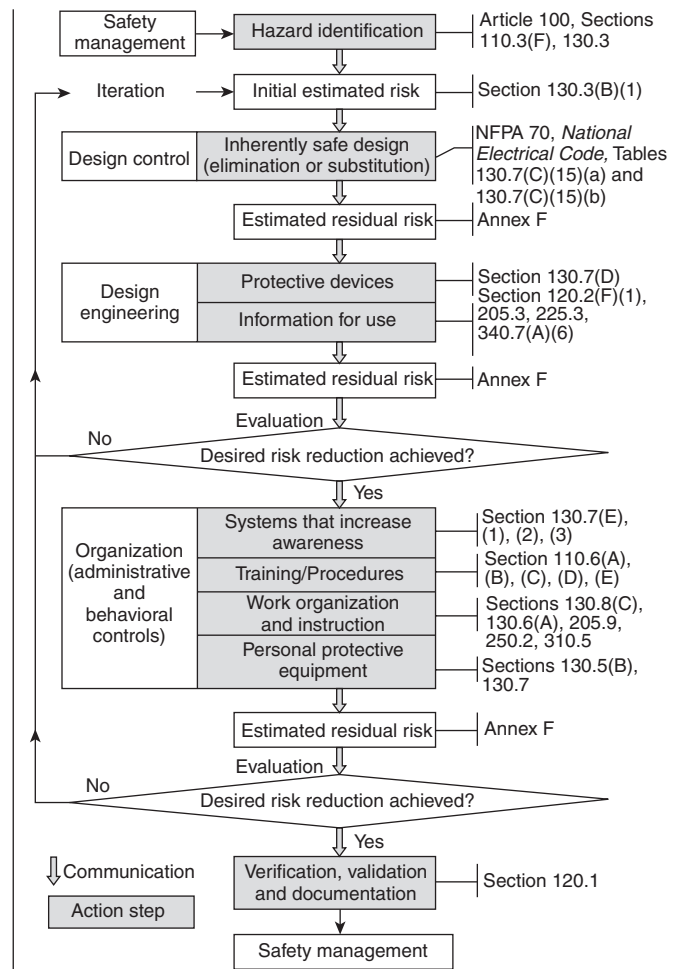 Safety
management
Hazard identification
Article 100, Sections
110.3(F), 130.3
Iteration
Initial estimated risk
Section 130.3(B)(1)
Design control
Inherently safe design
(elimination or substitution)
NFPA 70, National
Electrical Code, Tables
130.7(C)(15)(a) and
130.7(C)(15)(b)
Estimated residual risk
Annex F
Design
engineering
Protective devices
Section 130.7(D)
Information for use
Section 120.2(F)(1),
205.3, 225.3,
340.7(A)(6)
Estimated residual risk
Annex F
Evaluation
No
Desired risk reduction achieved?
Yes
Organization
(administrative
and
behavioral
controls)
Systems that increase
awareness
Section 130.7(E),
(1), (2), (3)
Training/Procedures
Section 110.6(A),
(B), (C), (D), (E)
Work organization
and instruction
Sections 130.8(C),
130.6(A), 205.9,
250.2, 310.5
Personal protective
equipment
Sections 130.5(B),
130.7
Estimated residual risk
Annex F
Evaluation
No
Desired risk reduction achieved?
Yes
Communication
Action step
Verification, validation
and documentation
Section 120.1
Safety management